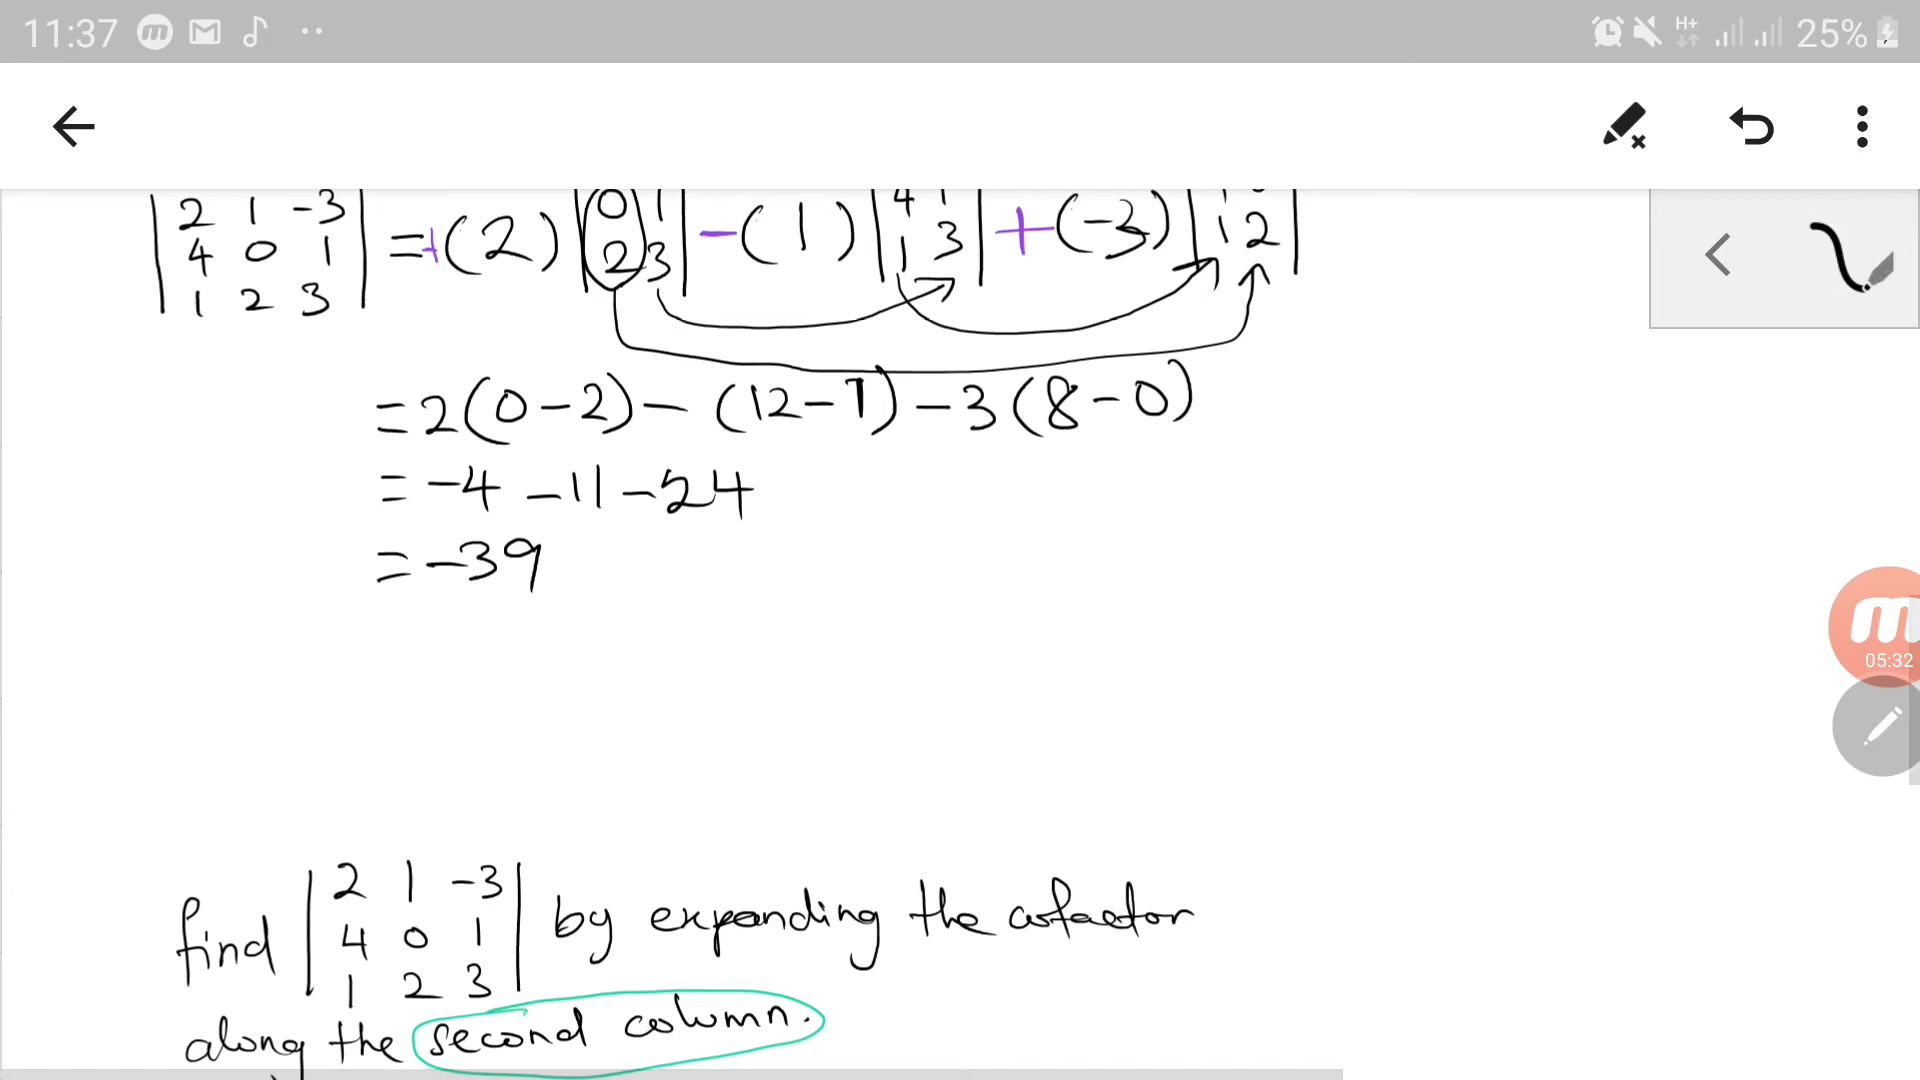 11:37 m 25%
| 2 1 -3 | = +(2) | 0 1 | -(1) | 4 1 | +(-3) | |
| 4 0 1 | | 2 3 | | 1 3 | | 1 2 |
| 1 2 3 |
= 2(0-2) - (12-1) -3(8-0)
= -4 -11 -24
= -39
m
05:32
find | 2 1 -3 | by expanding the cofactor
| 4 0 1 |
| 1 2 3 |
along the second column.